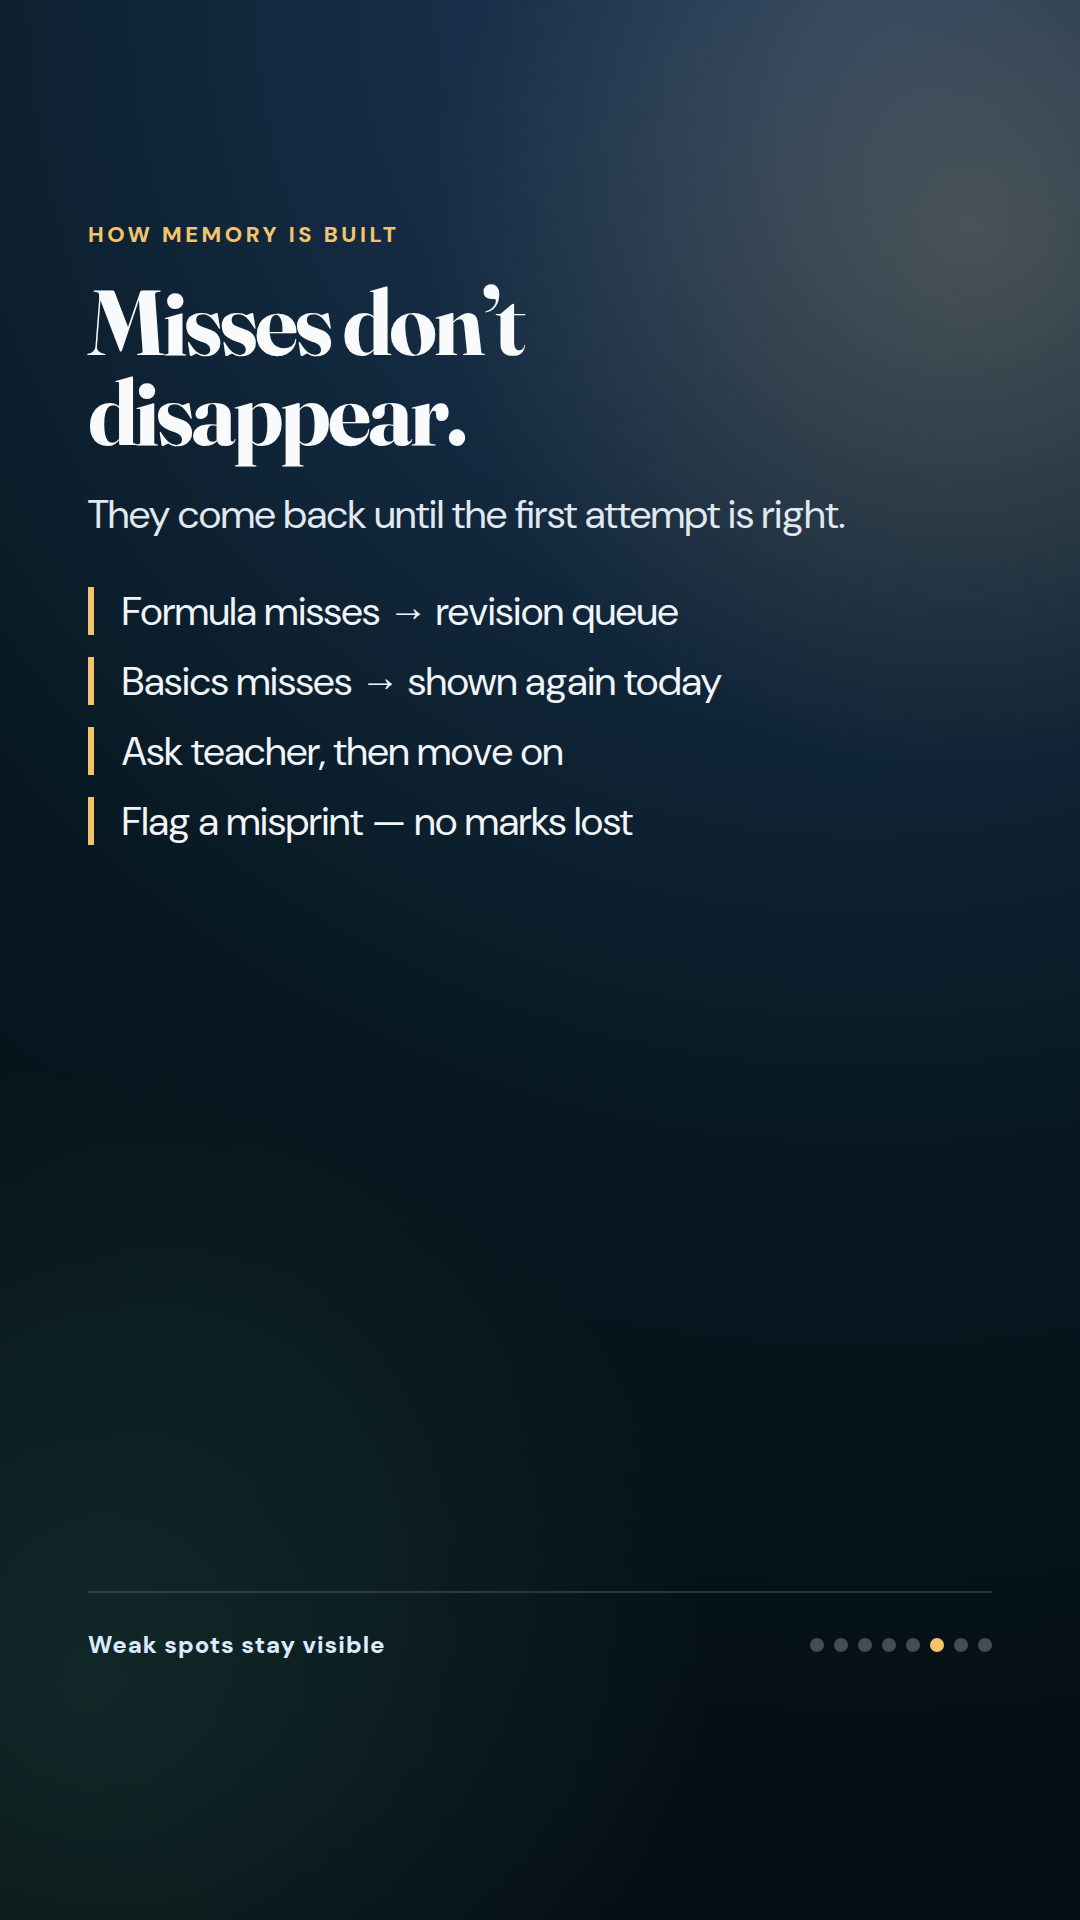 HOW MEMORY IS BUILT
Misses don’t
disappear.
They come back until the first attempt is right.
Formula misses → revision queue
Basics misses → shown again today
Ask teacher, then move on
Flag a misprint — no marks lost
Weak spots stay visible